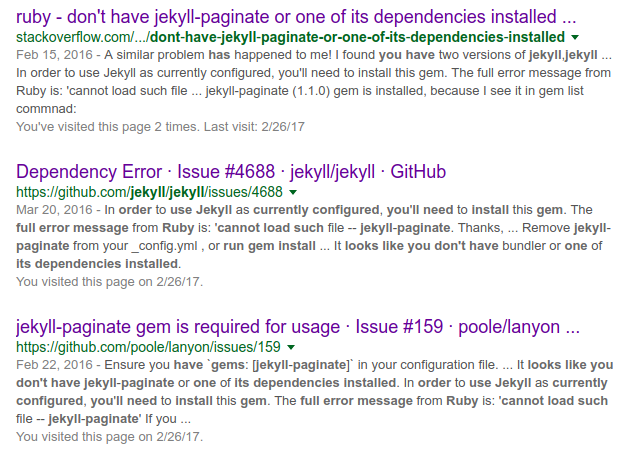 ruby - don't have jekyll-paginate or one of its dependencies installed ...
stackoverflow.com/.../dont-have-jekyll-paginate-or-one-of-its-dependencies-installed
Feb 15, 2016 - A similar problem has happened to me! I found you have two versions of jekyll,jekyll ...
In order to use Jekyll as currently configured, you'll need to install this gem. The full error message from
Ruby is: 'cannot load such file ... jekyll-paginate (1.1.0) gem is installed, because I see it in gem list
commnad:
You've visited this page 2 times. Last visit: 2/26/17
Dependency Error · Issue #4688 · jekyll/jekyll · GitHub
https://github.com/jekyll/jekyll/issues/4688
Mar 20, 2016 - In order to use Jekyll as currently configured, you'll need to install this gem. The
full error message from Ruby is: 'cannot load such file -- jekyll-paginate. Thanks, ... Remove jekyll-
paginate from your _config.yml , or run gem install ... It looks like you don't have bundler or one of
its dependencies installed.
You visited this page on 2/26/17.
jekyll-paginate gem is required for usage · Issue #159 · poole/lanyon ...
https://github.com/poole/lanyon/issues/159
Feb 22, 2016 - Ensure you have `gems: [jekyll-paginate]` in your configuration file. ... It looks like you
don't have jekyll-paginate or one of its dependencies installed. In order to use Jekyll as currently
configured, you'll need to install this gem. The full error message from Ruby is: 'cannot load such
file -- jekyll-paginate' If you ...
You visited this page on 2/26/17.